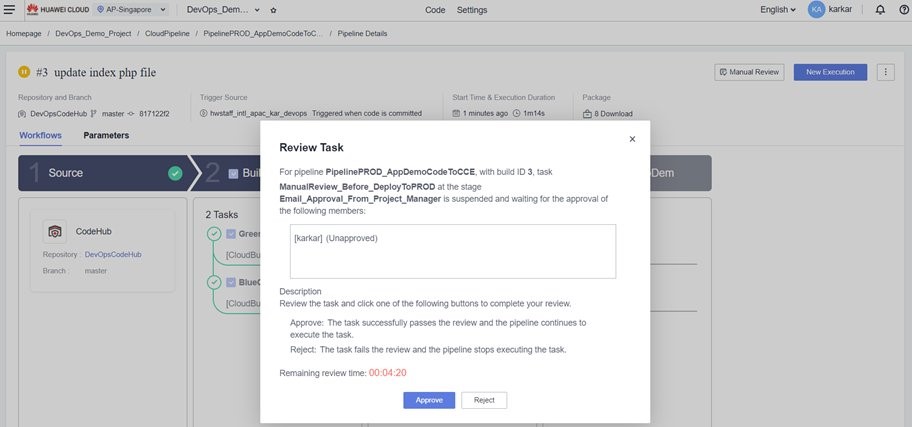 HUAWEI CLOUD AP-Singapore DevOps_Dem... Code Settings English KA karkar
Homepage / DevOps_Demo_Project / CloudPipeline / PipelinePROD_AppDemoCodeToC... / Pipeline Details
#3 update index php file Manual Review New Execution
Repository and Branch Trigger Source Start Time & Execution Duration Package
DevOpsCodeHub master 817122f2 hwstaff_intl_apac_kar_devops Triggered when code is committed 1 minutes ago 1m14s 8 Download
Workflows Parameters
1 Source 2 Buil
oDem
CodeHub
Repository : DevOpsCodeHub
Branch : master
2 Tasks
Green
[CloudBu
BlueC
[CloudBu
Review Task
For pipeline PipelinePROD_AppDemoCodeToCCE, with build ID 3, task
ManualReview_Before_DeployToPROD at the stage
Email_Approval_From_Project_Manager is suspended and waiting for the approval of
the following members:
[karkar] (Unapproved)
Description
Review the task and click one of the following buttons to complete your review.
Approve: The task successfully passes the review and the pipeline continues to
execute the task.
Reject: The task fails the review and the pipeline stops executing the task.
Remaining review time: 00:04:20
Approve Reject